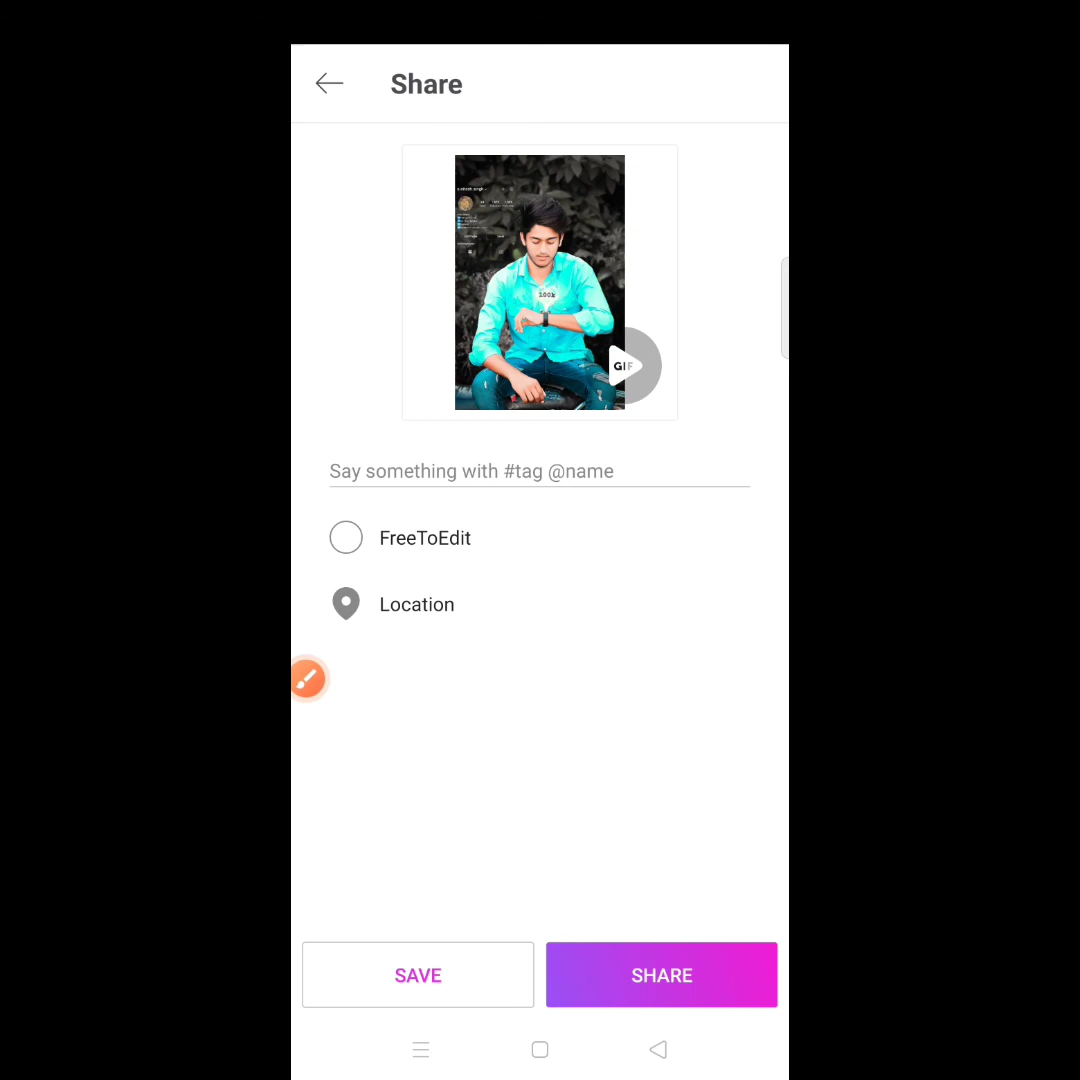 Share
100k
GIF
Say something with #tag @name
FreeToEdit
Location
SAVE
SHARE